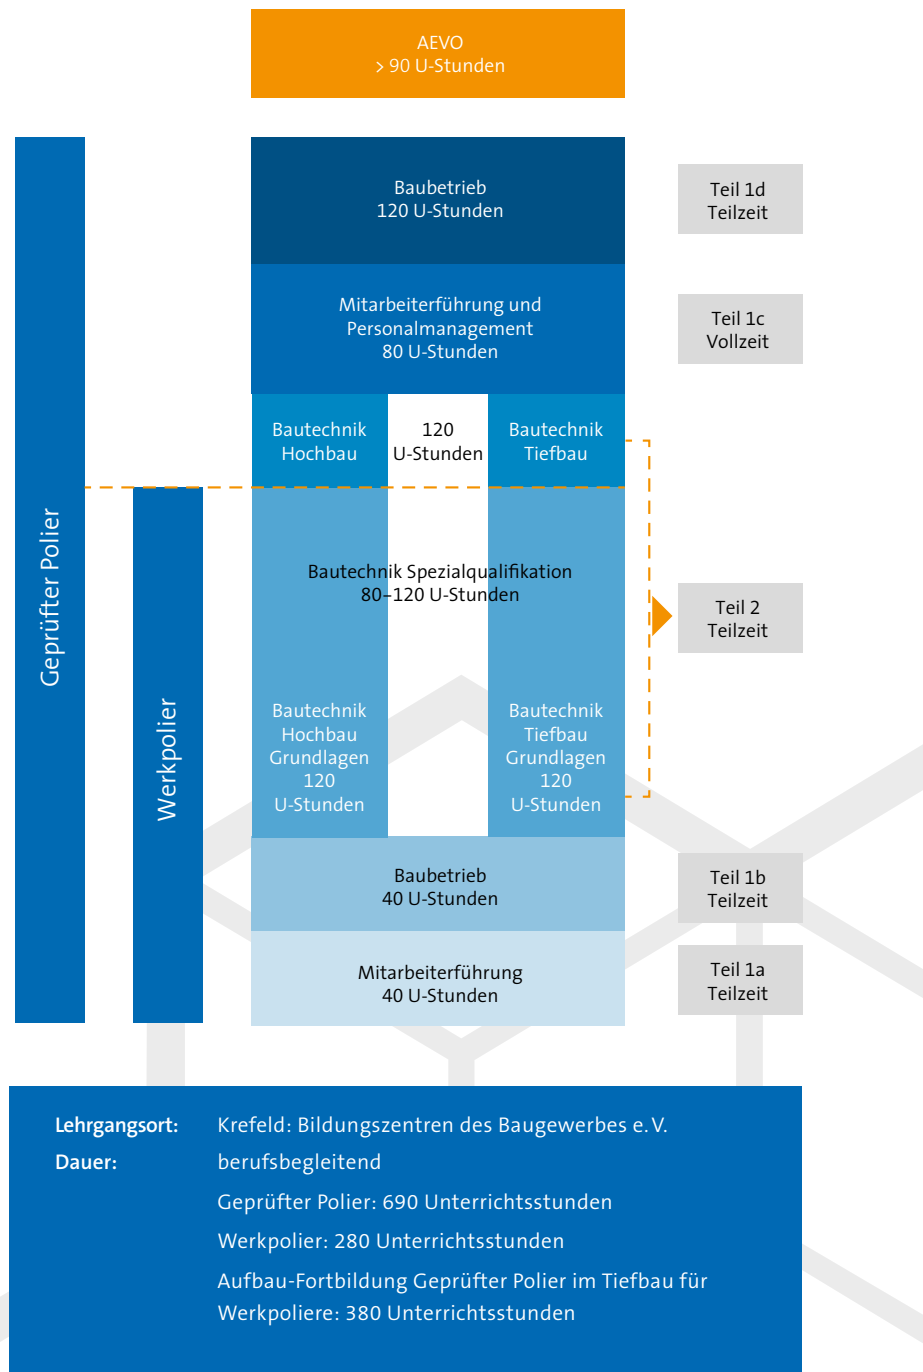 AEVO
> 90 U-Stunden
Baubetrieb
120 U-Stunden
Teil 1d
Teilzeit
Mitarbeiterführung und
Personalmanagement
80 U-Stunden
Teil 1c
Vollzeit
Bautechnik
Hochbau
120
U-Stunden
Bautechnik
Tiefbau
Geprüfter Polier
Werkpolier
Bautechnik Spezialqualifikation
80–120 U-Stunden
Teil 2
Teilzeit
Bautechnik
Hochbau
Grundlagen
120
U-Stunden
Bautechnik
Tiefbau
Grundlagen
120
U-Stunden
Baubetrieb
40 U-Stunden
Teil 1b
Teilzeit
Mitarbeiterführung
40 U-Stunden
Teil 1a
Teilzeit
Lehrgangsort: Krefeld: Bildungszentren des Baugewerbes e.V.
Dauer: berufsbegleitend
Geprüfter Polier: 690 Unterrichtsstunden
Werkpolier: 280 Unterrichtsstunden
Aufbau-Fortbildung Geprüfter Polier im Tiefbau für
Werkpoliere: 380 Unterrichtsstunden